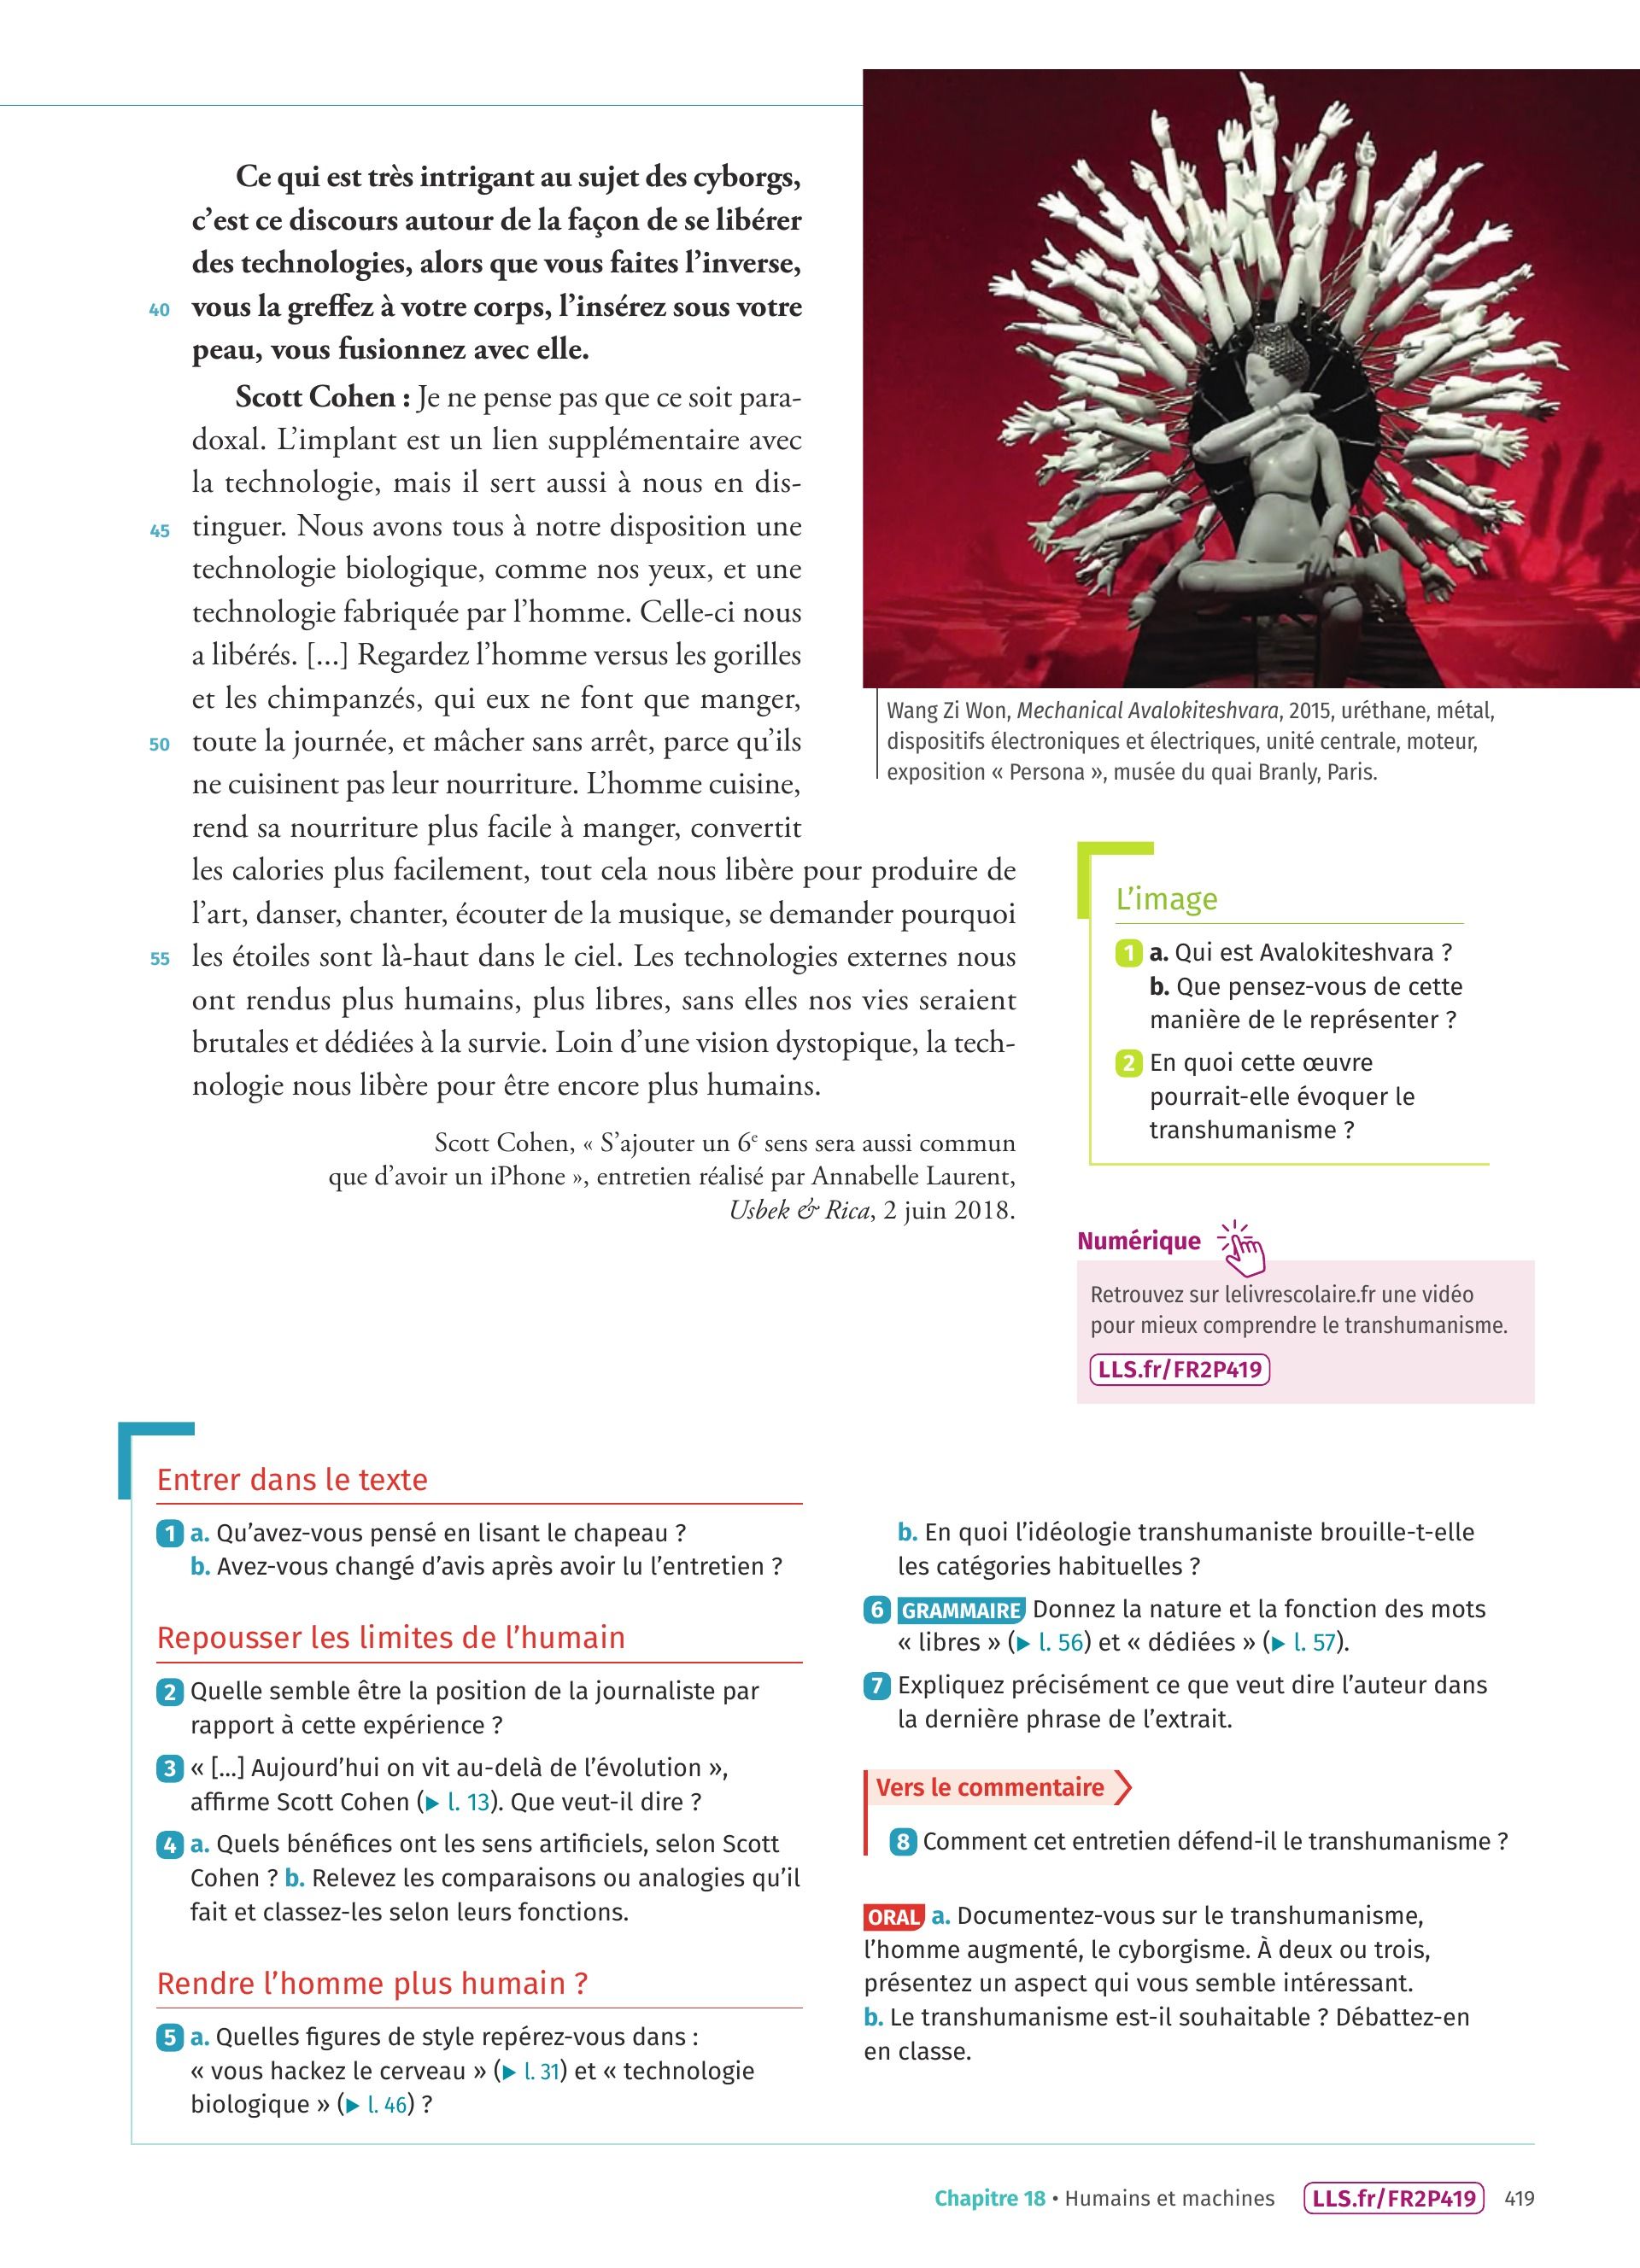 Ce qui est très intrigant au sujet des cyborgs,
c’est ce discours autour de la façon de se libérer
des technologies, alors que vous faites l’inverse,
40 vous la greffez à votre corps, l’insérez sous votre
peau, vous fusionnez avec elle.
Scott Cohen : Je ne pense pas que ce soit para-
doxal. L’implant est un lien supplémentaire avec
la technologie, mais il sert aussi à nous en dis-
45 tinguer. Nous avons tous à notre disposition une
technologie biologique, comme nos yeux, et une
technologie fabriquée par l’homme. Celle-ci nous
a libérés. [...] Regardez l’homme versus les gorilles
et les chimpanzés, qui eux ne font que manger,
50 toute la journée, et mâcher sans arrêt, parce qu’ils
ne cuisinent pas leur nourriture. L’homme cuisine,
rend sa nourriture plus facile à manger, convertit
les calories plus facilement, tout cela nous libère pour produire de
l’art, danser, chanter, écouter de la musique, se demander pourquoi
55 les étoiles sont là-haut dans le ciel. Les technologies externes nous
ont rendus plus humains, plus libres, sans elles nos vies seraient
brutales et dédiées à la survie. Loin d’une vision dystopique, la tech-
nologie nous libère pour être encore plus humains.
Scott Cohen, « S’ajouter un 6e sens sera aussi commun
que d’avoir un iPhone », entretien réalisé par Annabelle Laurent,
Usbek & Rica, 2 juin 2018.
Wang Zi Won, Mechanical Avalokiteshvara, 2015, uréthane, métal,
dispositifs électroniques et électriques, unité centrale, moteur,
exposition « Persona », musée du quai Branly, Paris.
L’image
1 a. Qui est Avalokiteshvara ?
b. Que pensez-vous de cette
manière de le représenter ?
2 En quoi cette œuvre
pourrait-elle évoquer le
transhumanisme ?
Numérique
Retrouvez sur lelivrescolaire.fr une vidéo
pour mieux comprendre le transhumanisme.
LLS.fr/FR2P419
Entrer dans le texte
1 a. Qu’avez-vous pensé en lisant le chapeau ?
b. Avez-vous changé d’avis après avoir lu l’entretien ?
Repousser les limites de l’humain
2 Quelle semble être la position de la journaliste par
rapport à cette expérience ?
3 « [...] Aujourd’hui on vit au-delà de l’évolution »,
affirme Scott Cohen (▶ l. 13). Que veut-il dire ?
4 a. Quels bénéfices ont les sens artificiels, selon Scott
Cohen ? b. Relevez les comparaisons ou analogies qu’il
fait et classez-les selon leurs fonctions.
Rendre l’homme plus humain ?
5 a. Quelles figures de style repérez-vous dans :
« vous hackez le cerveau » (▶ l. 31) et « technologie
biologique » (▶ l. 46) ?
b. En quoi l’idéologie transhumaniste brouille-t-elle
les catégories habituelles ?
6 GRAMMAIRE Donnez la nature et la fonction des mots
« libres » (▶ l. 56) et « dédiées » (▶ l. 57).
7 Expliquez précisément ce que veut dire l’auteur dans
la dernière phrase de l’extrait.
Vers le commentaire
8 Comment cet entretien défend-il le transhumanisme ?
ORAL a. Documentez-vous sur le transhumanisme,
l’homme augmenté, le cyborgisme. À deux ou trois,
présentez un aspect qui vous semble intéressant.
b. Le transhumanisme est-il souhaitable ? Débattez-en
en classe.
Chapitre 18 • Humains et machines LLS.fr/FR2P419 419